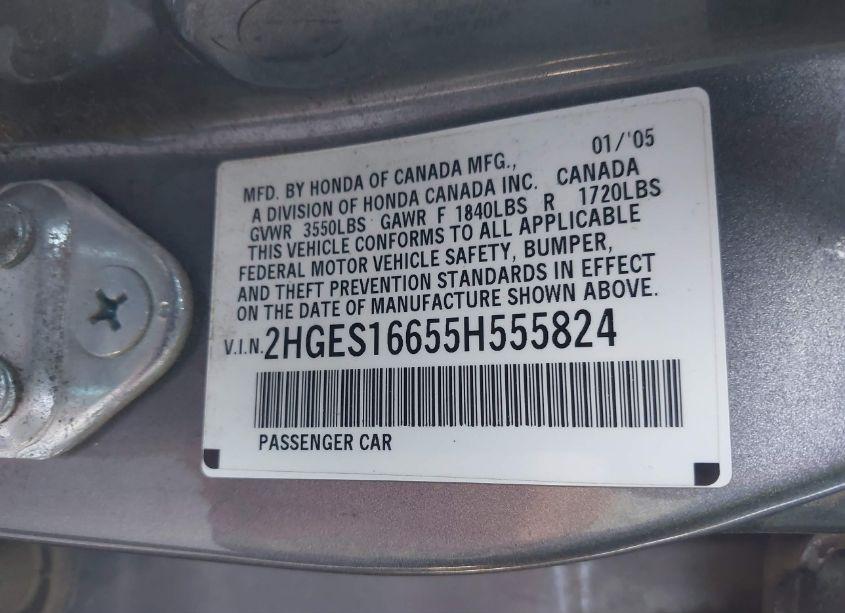 01/'05
MFD. BY HONDA OF CANADA MFG.,
A DIVISION OF HONDA CANADA INC. CANADA
GVWR 3550LBS GAWR F 1840LBS R 1720LBS
THIS VEHICLE CONFORMS TO ALL APPLICABLE
FEDERAL MOTOR VEHICLE SAFETY, BUMPER,
AND THEFT PREVENTION STANDARDS IN EFFECT
ON THE DATE OF MANUFACTURE SHOWN ABOVE.
V.I.N. 2HGES16655H555824
PASSENGER CAR